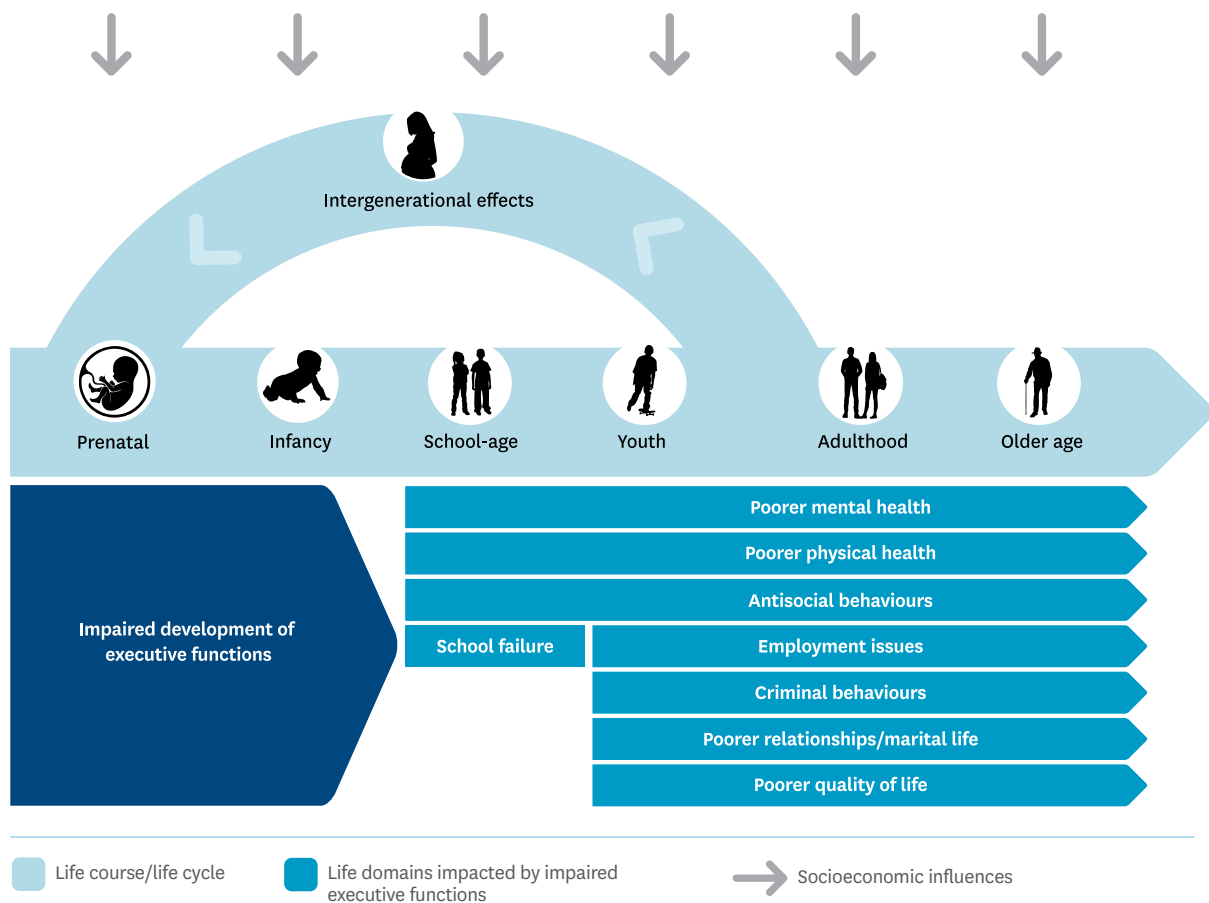 Intergenerational effects
Prenatal
Infancy
School-age
Youth
Adulthood
Older age
Impaired development of
executive functions
Poorer mental health
Poorer physical health
Antisocial behaviours
School failure
Employment issues
Criminal behaviours
Poorer relationships/marital life
Poorer quality of life
Life course/life cycle
Life domains impacted by impaired
executive functions
Socioeconomic influences